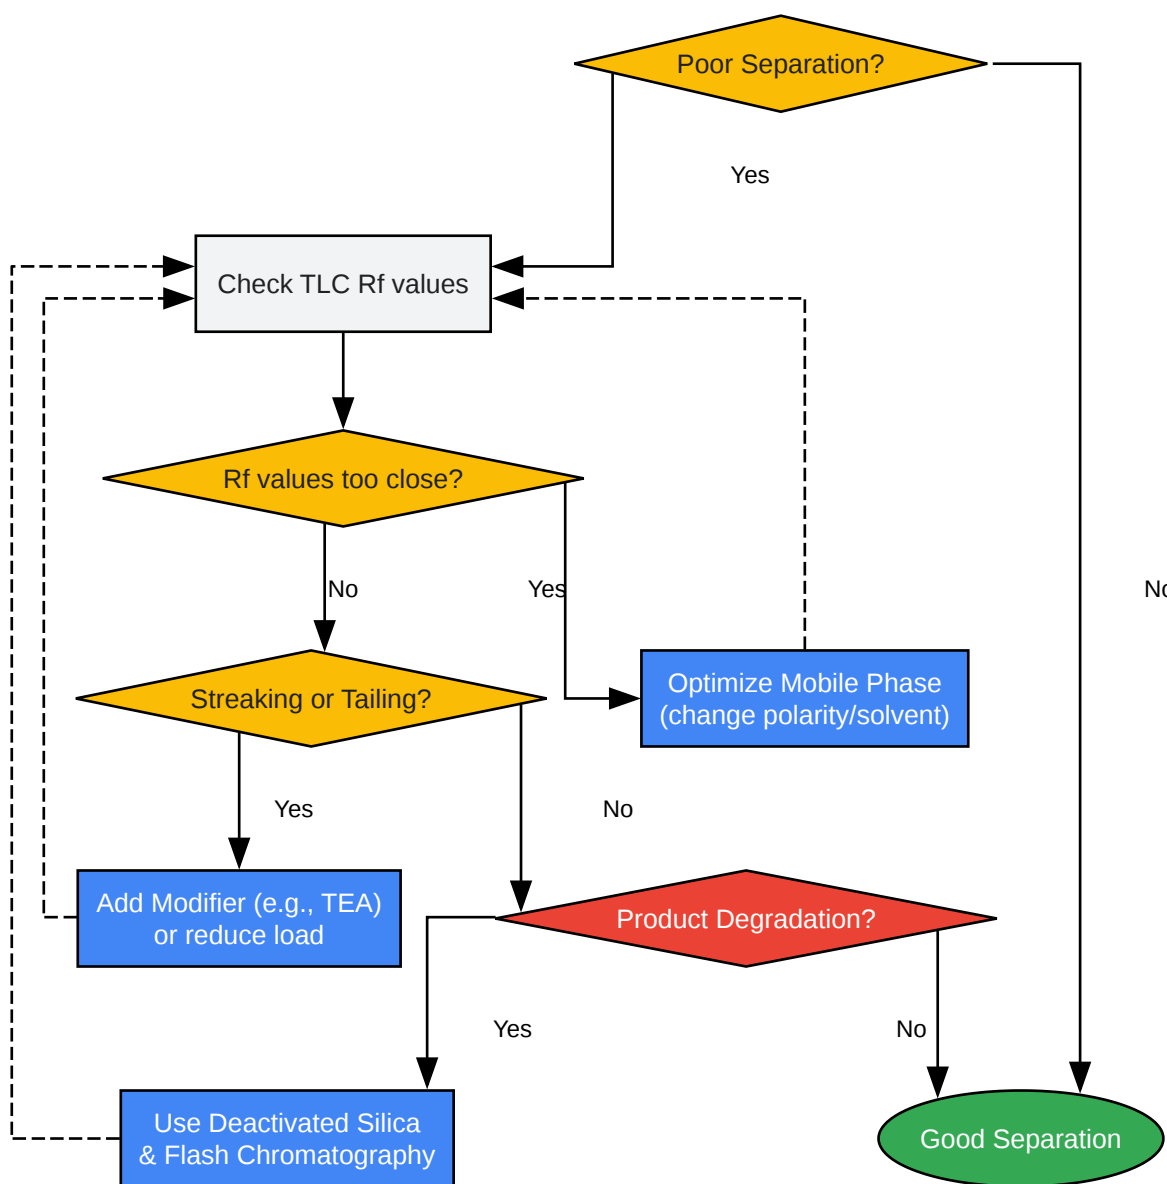 Poor Separation?
Yes
Check TLC Rf values
Rf values too close?
No
Yes
No
Streaking or Tailing?
Optimize Mobile Phase
(change polarity/solvent)
Yes
No
Add Modifier (e.g., TEA)
or reduce load
Product Degradation?
Yes
No
Use Deactivated Silica
& Flash Chromatography
Good Separation